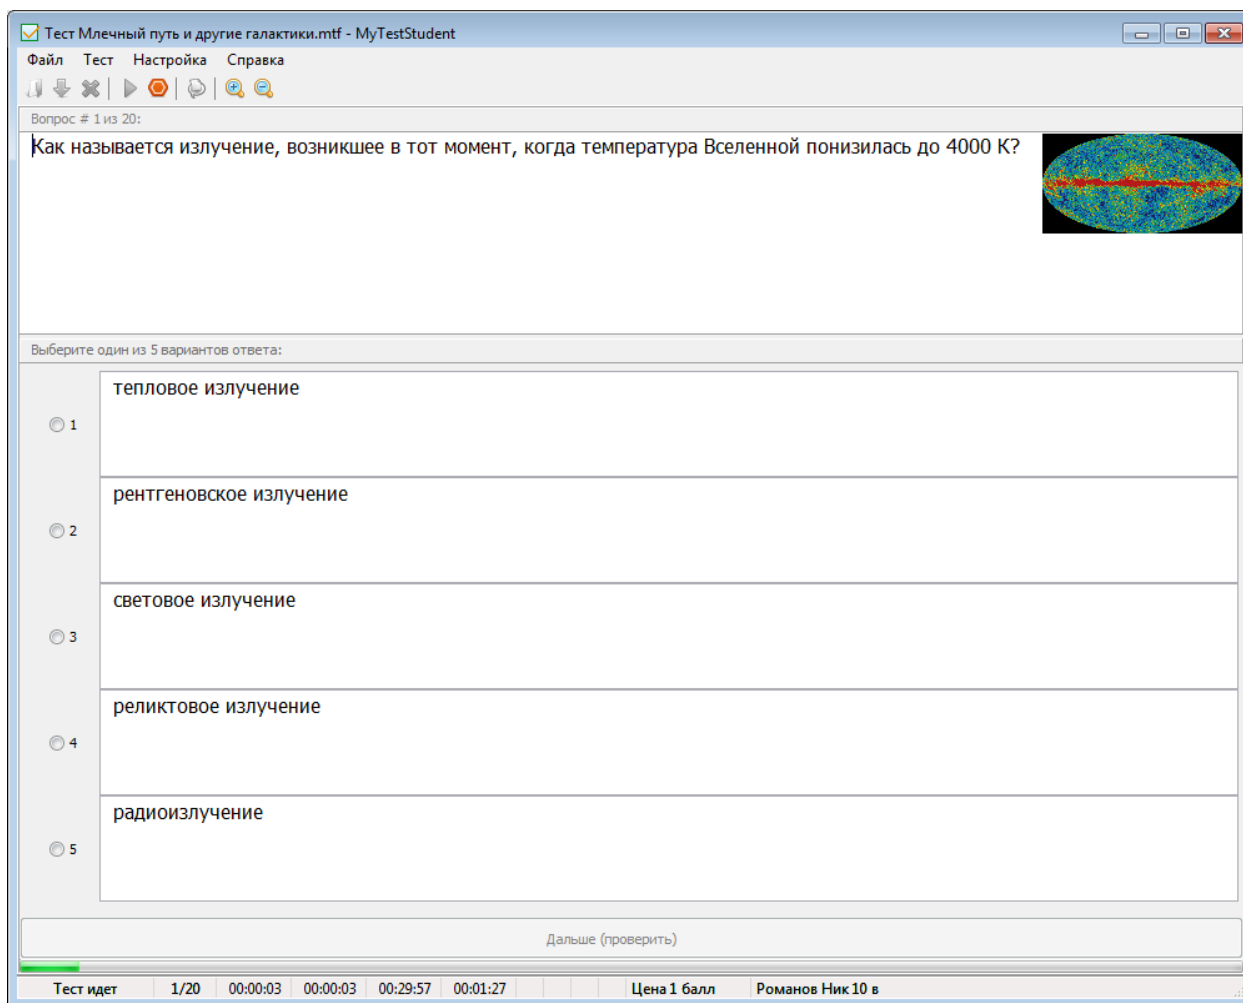 Тест Млечный путь и другие галактики.mtf - MyTestStudent
Файл Тест Настройка Справка
Вопрос # 1 из 20:
Как называется излучение, возникшее в тот момент, когда температура Вселенной понизилась до 4000 К?
Выберите один из 5 вариантов ответа:
тепловое излучение
1
рентгеновское излучение
2
световое излучение
3
реликтовое излучение
4
радиоизлучение
5
Дальше (проверить)
Тест идет 1/20 00:00:03 00:00:03 00:29:57 00:01:27 Цена 1 балл Романов Ник 10 в